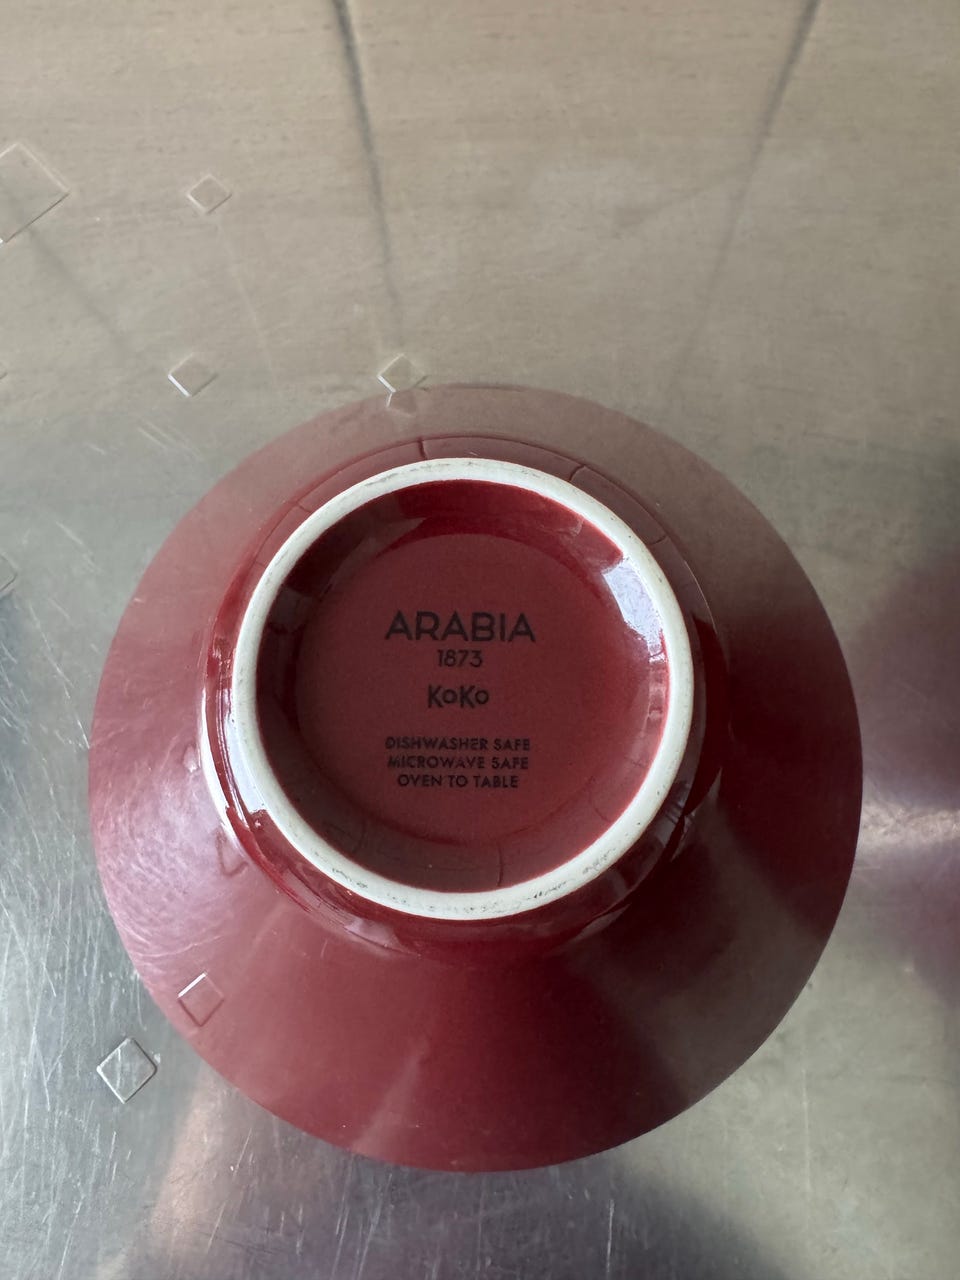 ARABIA
1873
KoKo
DISHWASHER SAFE
MICROWAVE SAFE
OVEN TO TABLE